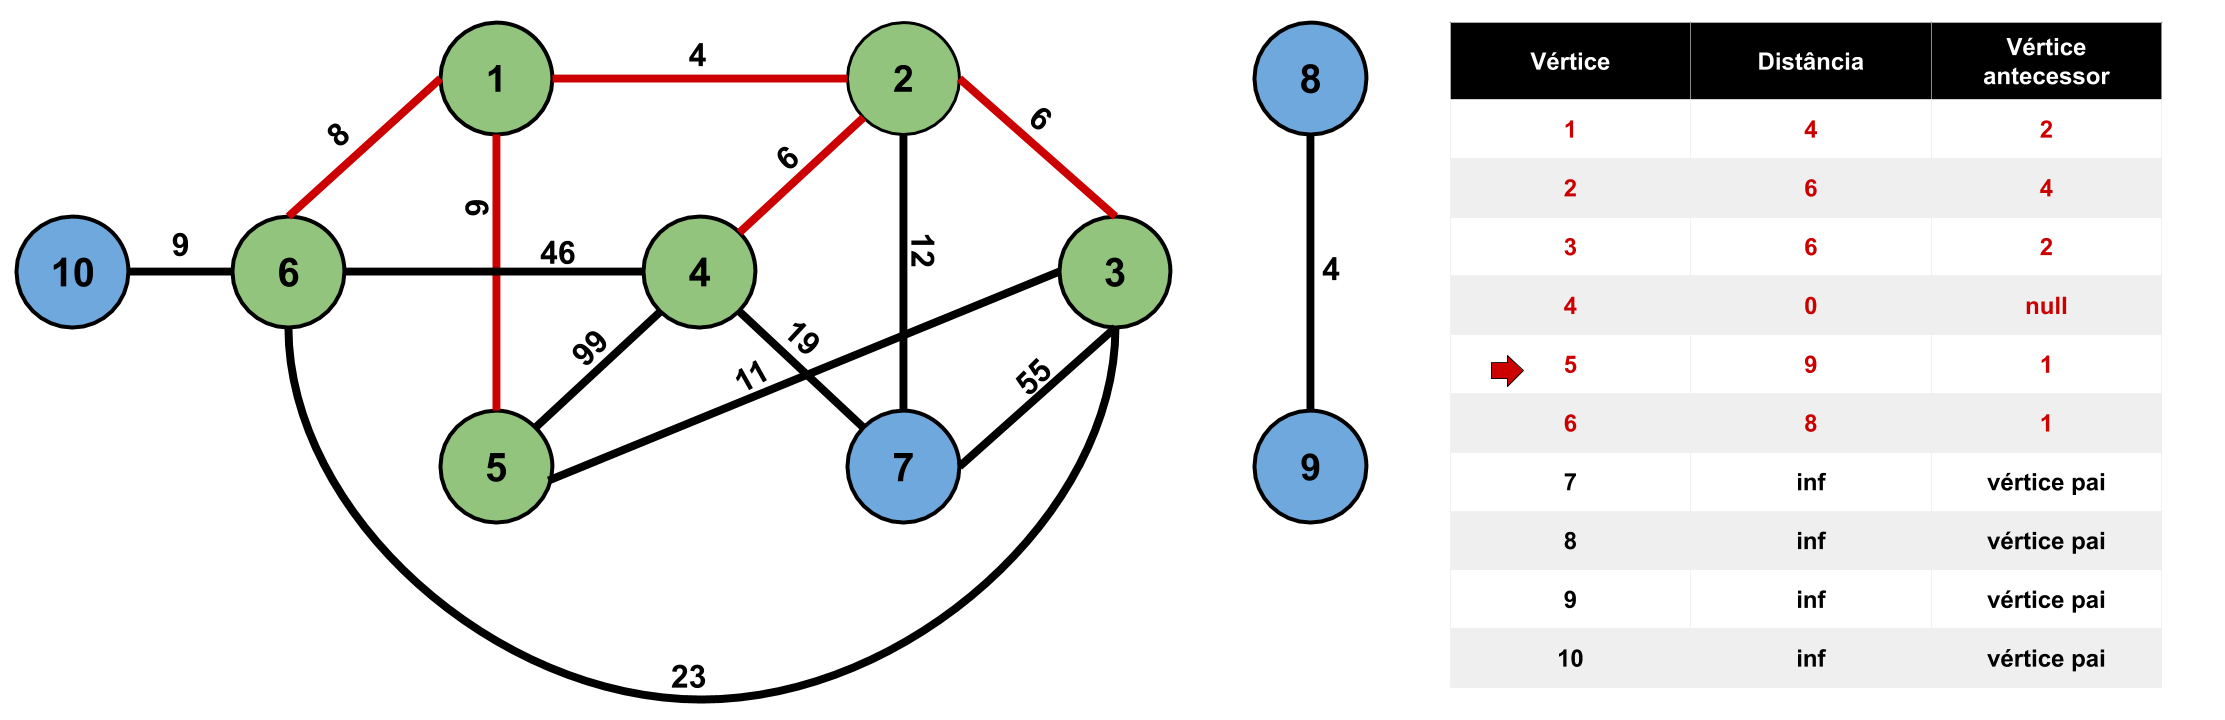 1
4
2
8
8
6
6
9
12
10
9
6
46
4
3
4
99
19
11
55
5
7
9
23
Vértice Distância Vértice
antecessor
1 4 2
2 6 4
3 6 2
4 0 null
5 9 1
6 8 1
7 inf vértice pai
8 inf vértice pai
9 inf vértice pai
10 inf vértice pai